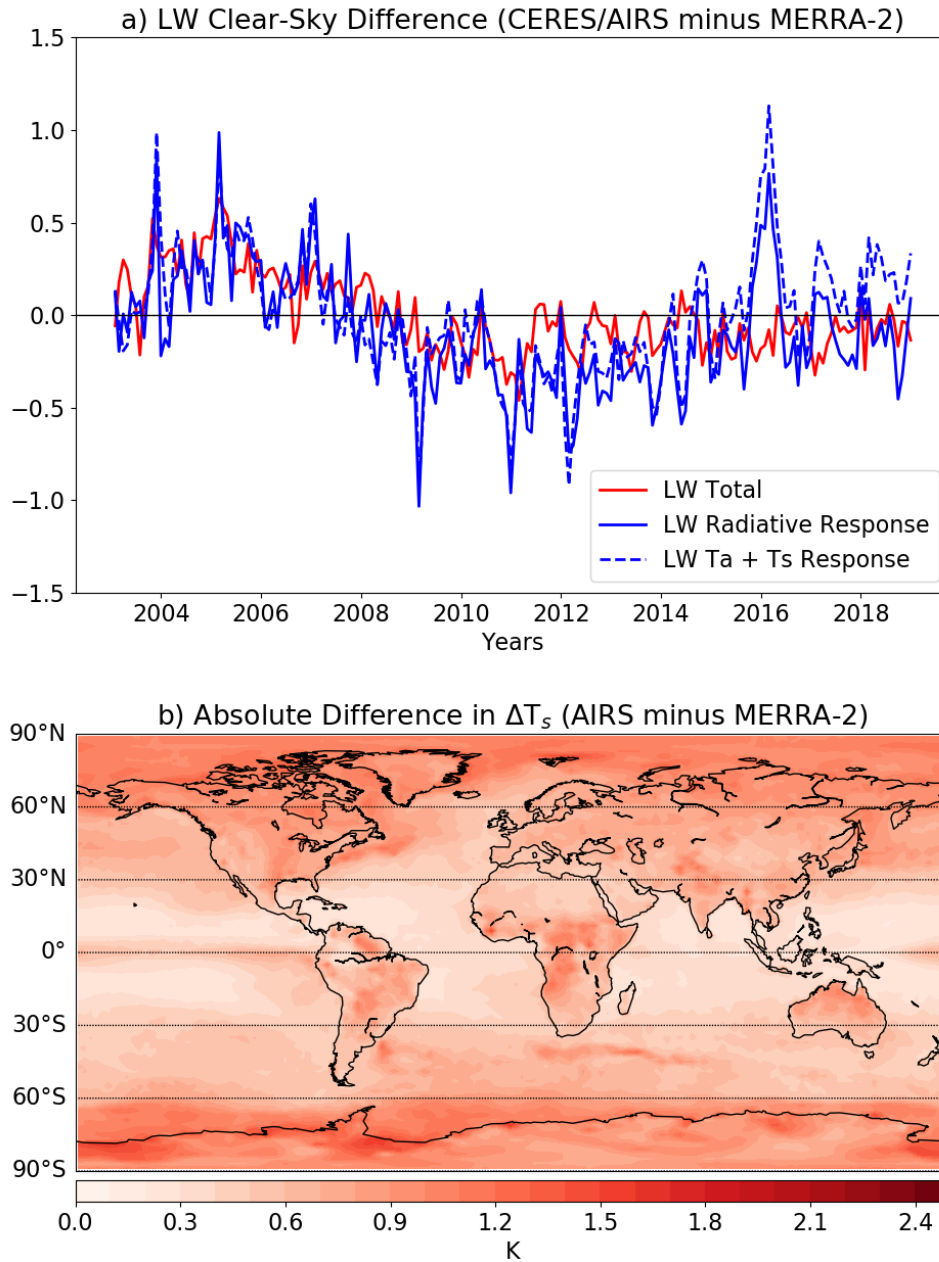 a) LW Clear-Sky Difference (CERES/AIRS minus MERRA-2)
1.5
1.0
0.5
0.0
−0.5
−1.0
−1.5
LW Total
LW Radiative Response
LW Ta + Ts Response
2004 2006 2008 2010 2012 2014 2016 2018
Years
b) Absolute Difference in ΔTₛ (AIRS minus MERRA-2)
90°N
60°N
30°N
0°
30°S
60°S
90°S
0.0 0.3 0.6 0.9 1.2 1.5 1.8 2.1 2.4
K